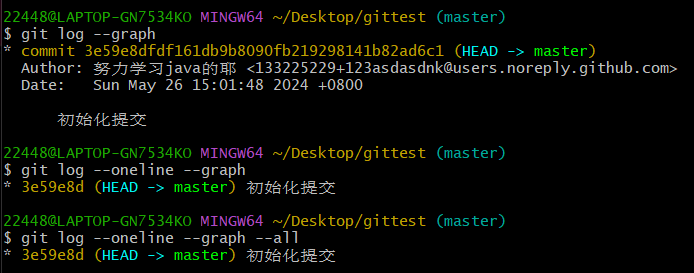 22448@LAPTOP-GN7534KO MINGW64 ~/Desktop/gittest (master)
$ git log --graph
* commit 3e59e8dfdf161db9b8090fb219298141b82ad6c1 (HEAD -> master)
  Author: 努力学习java的耶 <133225229+123asdasdnk@users.noreply.github.com>
  Date:   Sun May 26 15:01:48 2024 +0800

      初始化提交

22448@LAPTOP-GN7534KO MINGW64 ~/Desktop/gittest (master)
$ git log --oneline --graph
* 3e59e8d (HEAD -> master) 初始化提交

22448@LAPTOP-GN7534KO MINGW64 ~/Desktop/gittest (master)
$ git log --oneline --graph --all
* 3e59e8d (HEAD -> master) 初始化提交